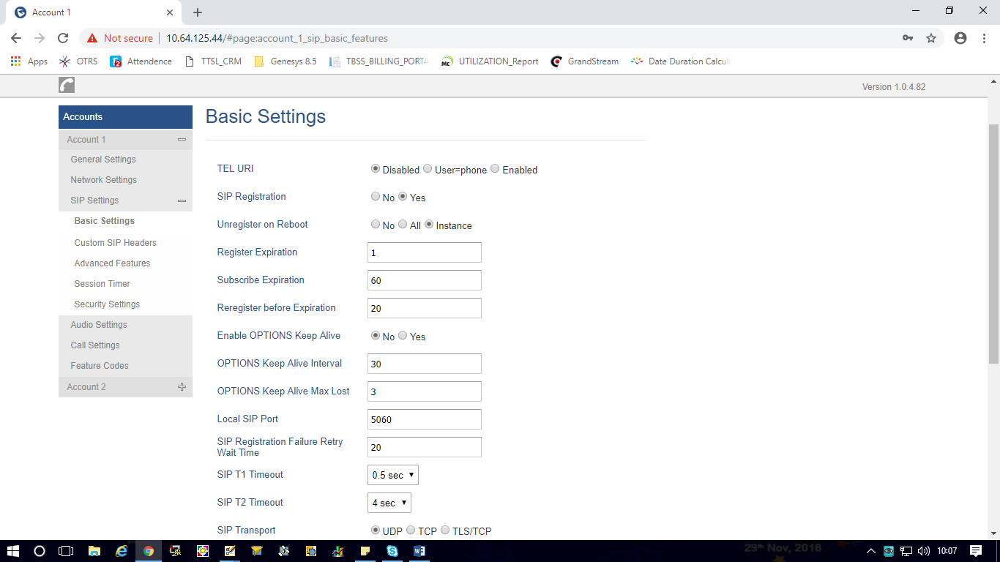 Account 1
Not secure
10.64.125.44/#page:account_1_sip_basic_features
Apps
OTRS
Attendence
TTSL_CRM
Genesys 8.5
TBSS_BILLING_PORTA
UTILIZATION_Report
GrandStream
Date Duration Calcul
Version 1.0.4.82
Accounts
Account 1
General Settings
Network Settings
SIP Settings
Basic Settings
Custom SIP Headers
Advanced Features
Session Timer
Security Settings
Audio Settings
Call Settings
Feature Codes
Account 2
Basic Settings
TEL URI Disabled User=phone Enabled
SIP Registration No Yes
Unregister on Reboot No All Instance
Register Expiration 1
Subscribe Expiration 60
Reregister before Expiration 20
Enable OPTIONS Keep Alive No Yes
OPTIONS Keep Alive Interval 30
OPTIONS Keep Alive Max Lost 3
Local SIP Port 5060
SIP Registration Failure Retry
Wait Time 20
SIP T1 Timeout 0.5 sec
SIP T2 Timeout 4 sec
SIP Transport UDP TCP TLS/TCP
29th Nov, 2018
10:07